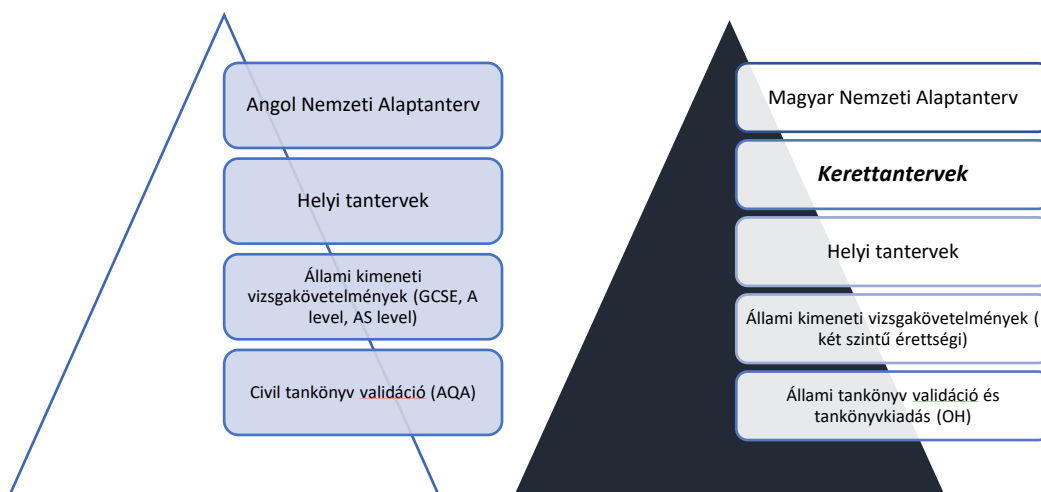 Angol Nemzeti Alaptanterv
Helyi tantervek
Állami kimeneti
vizsgakövetelmények (GCSE, A
level, AS level)
Civil tankönyv validáció (AQA)
Magyar Nemzeti Alaptanterv
Kerettantervek
Helyi tantervek
Állami kimeneti vizsgakövetelmények (
két szintű érettségi)
Állami tankönyv validáció és
tankönyvkiadás (OH)